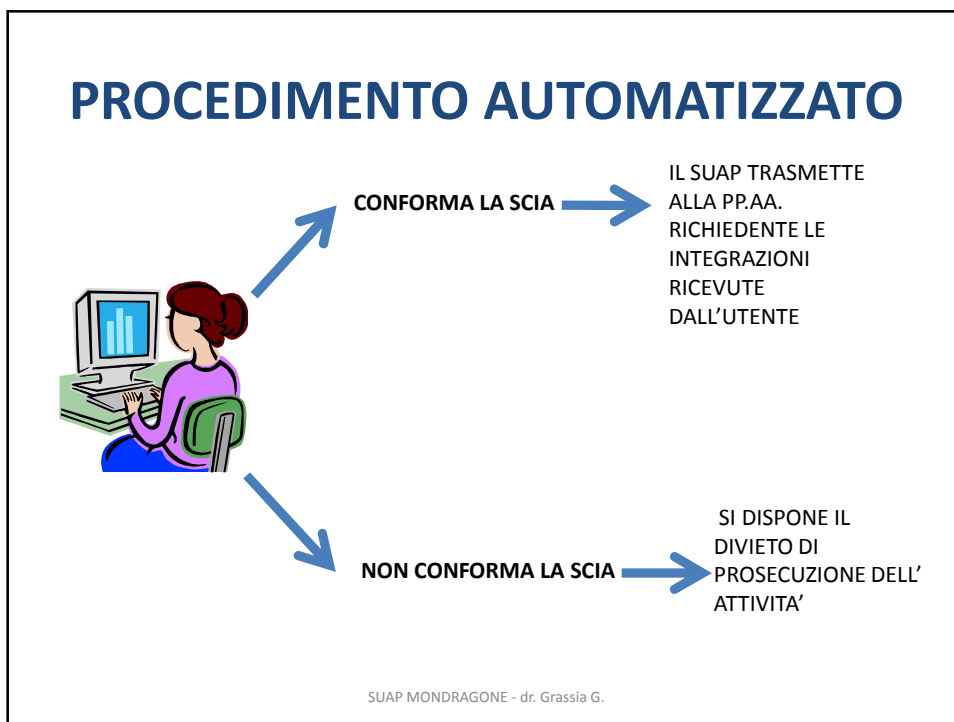 PROCEDIMENTO AUTOMATIZZATO
CONFORMA LA SCIA
IL SUAP TRASMETTE
ALLA PP.AA.
RICHIEDENTE LE
INTEGRAZIONI
RICEVUTE
DALL'UTENTE
NON CONFORMA LA SCIA
SI DISPONE IL
DIVIETO DI
PROSECUZIONE DELL'
ATTIVITA'
SUAP MONDRAGONE - dr. Grassia G.